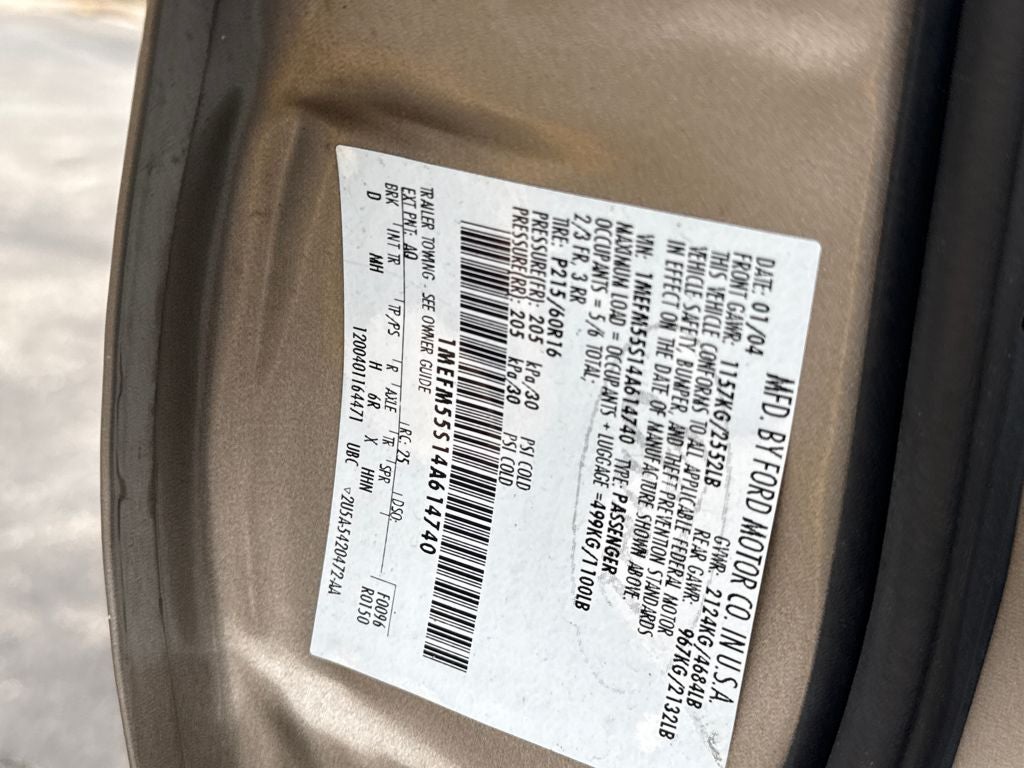 MFD. BY FORD MOTOR CO. IN U.S.A.
DATE: 01/04 GVWR: 2124KG/4684LB
FRONT GAWR: 1157KG/2552LB REAR GAWR: 967KG/2132LB
THIS VEHICLE CONFORMS TO ALL APPLICABLE FEDERAL MOTOR
VEHICLE SAFETY, BUMPER, AND THEFT PREVENTION STANDARDS
IN EFFECT ON THE DATE OF MANUFACTURE SHOWN ABOVE.
VIN: 1MEFM55S14A614740 TYPE: PASSENGER
MAXIMUM LOAD = OCCUPANTS + LUGGAGE = 499KG/1100LB
OCCUPANTS = 5/6 TOTAL;
2/3 FR, 3 RR
TIRE: P215/60R16
PRESSURE(FR): 205 kPa/30 PSI COLD
PRESSURE(RR): 205 kPa/30 PSI COLD
1MEFM55S14A614740
TRAILER TOWING - SEE OWNER GUIDE
EXT PNT: AQ RC: 25 DSO: F0096
BRK INT TR TP/PS R AXLE TR SPR R0150
D MH H 6R X HHN
1200401164471 UBC 2U5A-5420472-AA